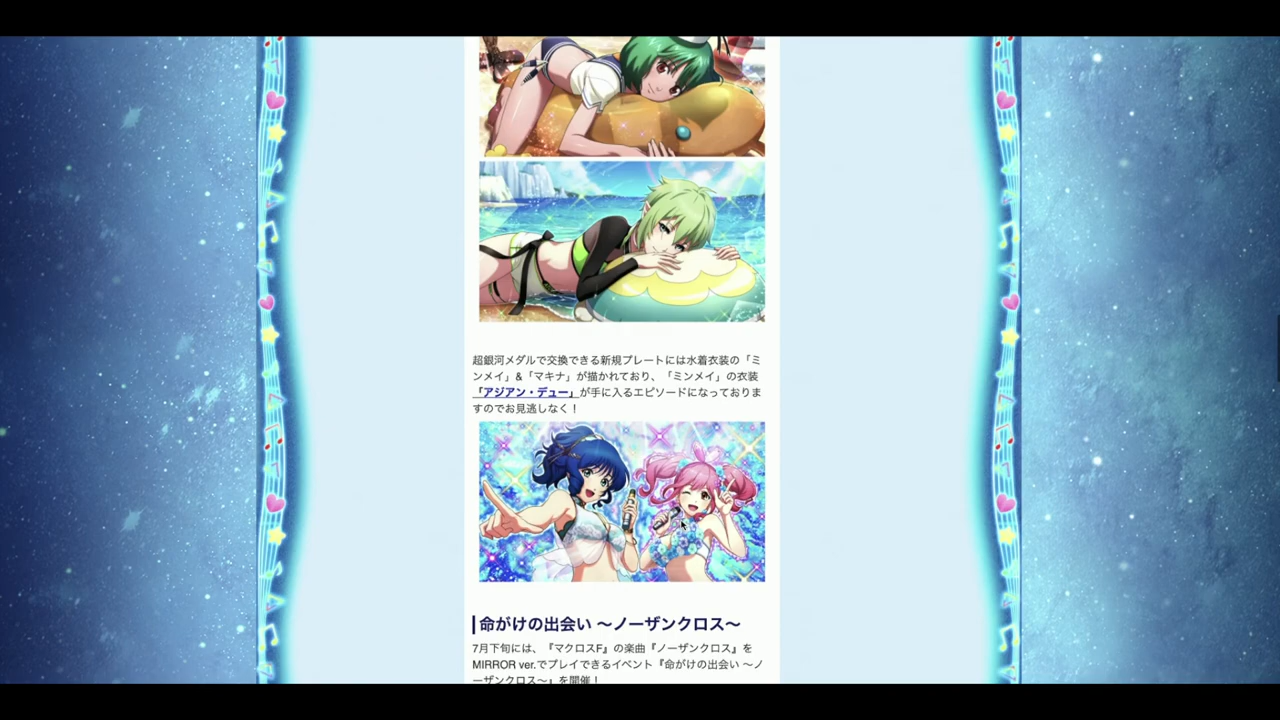 超銀河メダルで交換できる新規プレートには水着衣装の「ミ
ンメイ」&「マキナ」が描かれており、「ミンメイ」の衣装
「アジアン・デュー」が手に入るエピソードになっておりま
すのでお見逃しなく！
命がけの出会い 〜ノーザンクロス〜
7月下旬には、『マクロスF』の楽曲『ノーザンクロス』を
MIRROR ver.でプレイできるイベント『命がけの出会い 〜ノ
ーザンクロス〜』を開催！